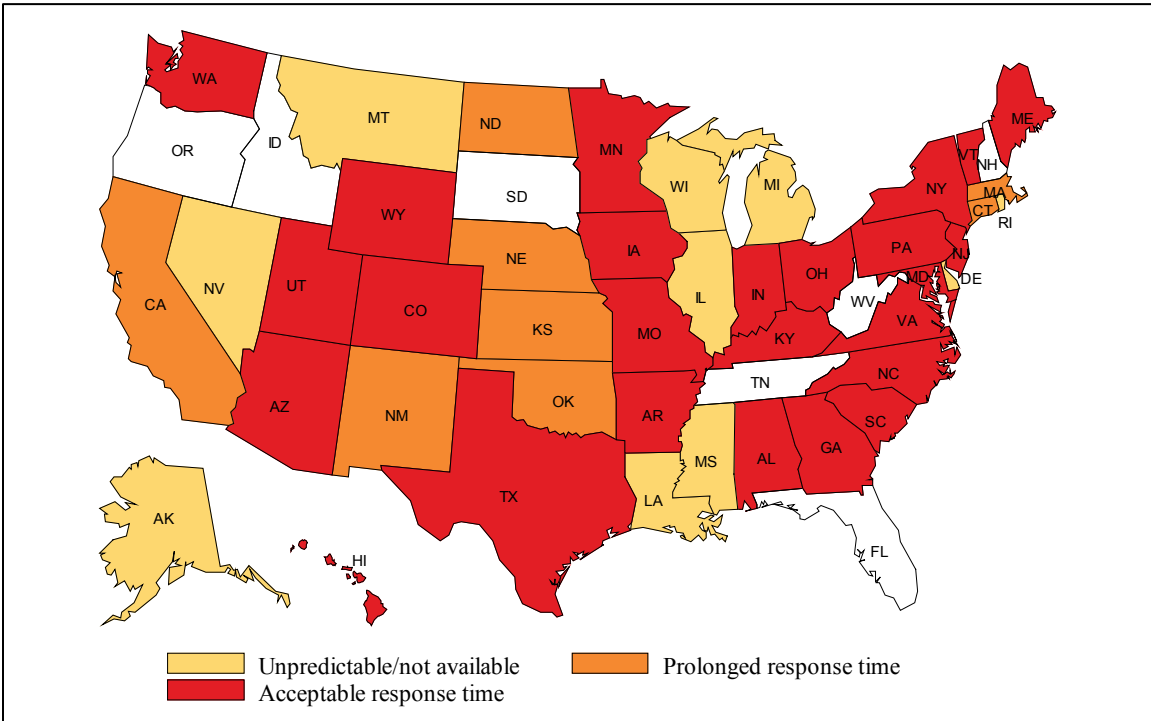 WA
ME
MT
ND
VT
MN
OR
ID
NH
NY
WI
MI
MA
SD
CT
WY
RI
IA
PA
NE
NJ
OH
MD
DE
NV
UT
IL
IN
WV
CA
CO
VA
KS
MO
KY
NC
TN
OK
AZ
NM
AR
SC
GA
MS
AL
TX
LA
AK
FL
HI
Unpredictable/not available
Prolonged response time
Acceptable response time